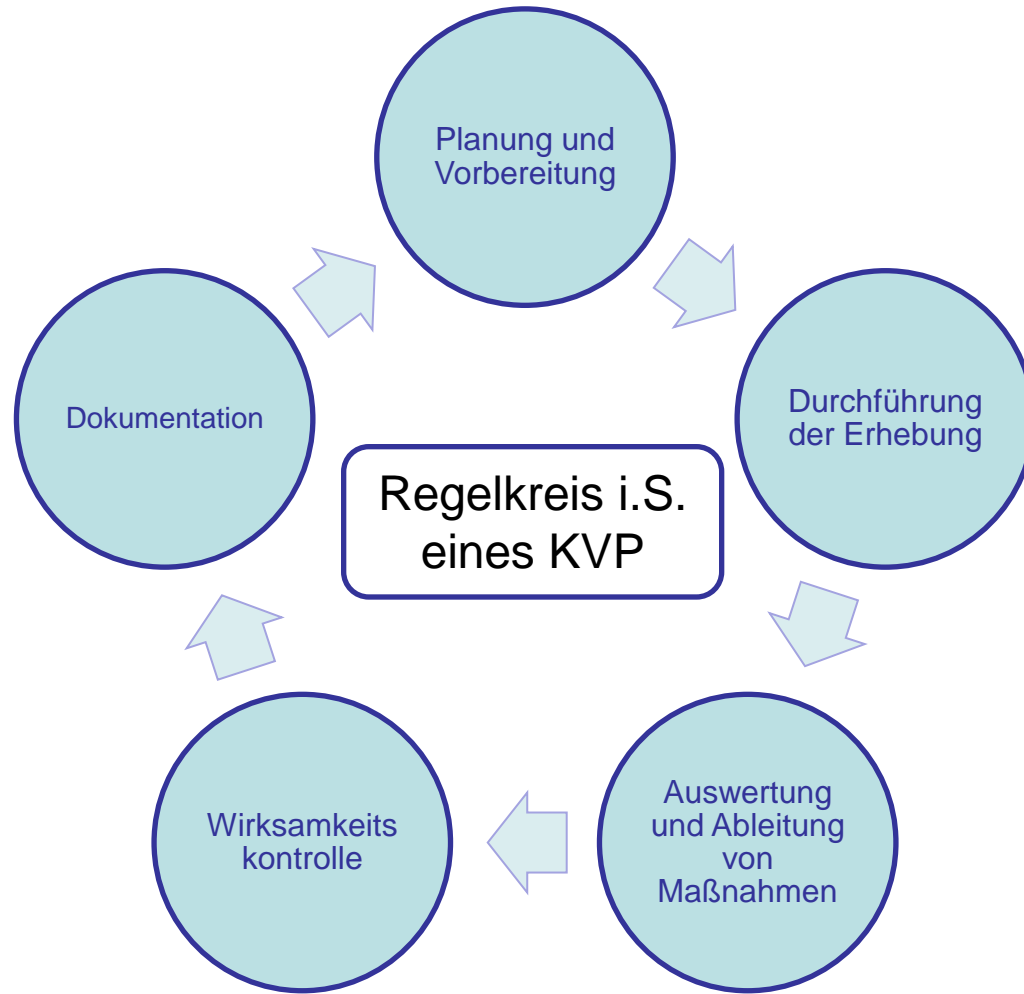 Planung und
Vorbereitung
Durchführung
der Erhebung
Auswertung
und Ableitung
von
Maßnahmen
Wirksamkeits
kontrolle
Dokumentation
Regelkreis i.S.
eines KVP